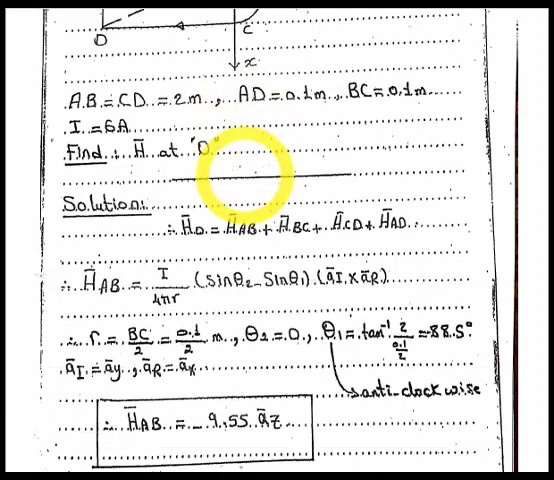 D
C
x
AB = CD = 2m, AD = 0.1m, BC = 0.1m
I = 6A
Find: H̄ at "O"
Solution:
∴ H̄o = H̄AB + H̄BC + H̄CD + H̄AD
∴ H̄AB = I/4πr (sinθ2 - sinθ1) (āI x āR)
∴ r = BC/2 = 0.1/2 m, θ2 = 0, θ1 = tan⁻¹ 2/(0.1/2) = -88.5°
āI = āy, āR = āx
anti-clockwise
∴ H̄AB = -9.55 āz